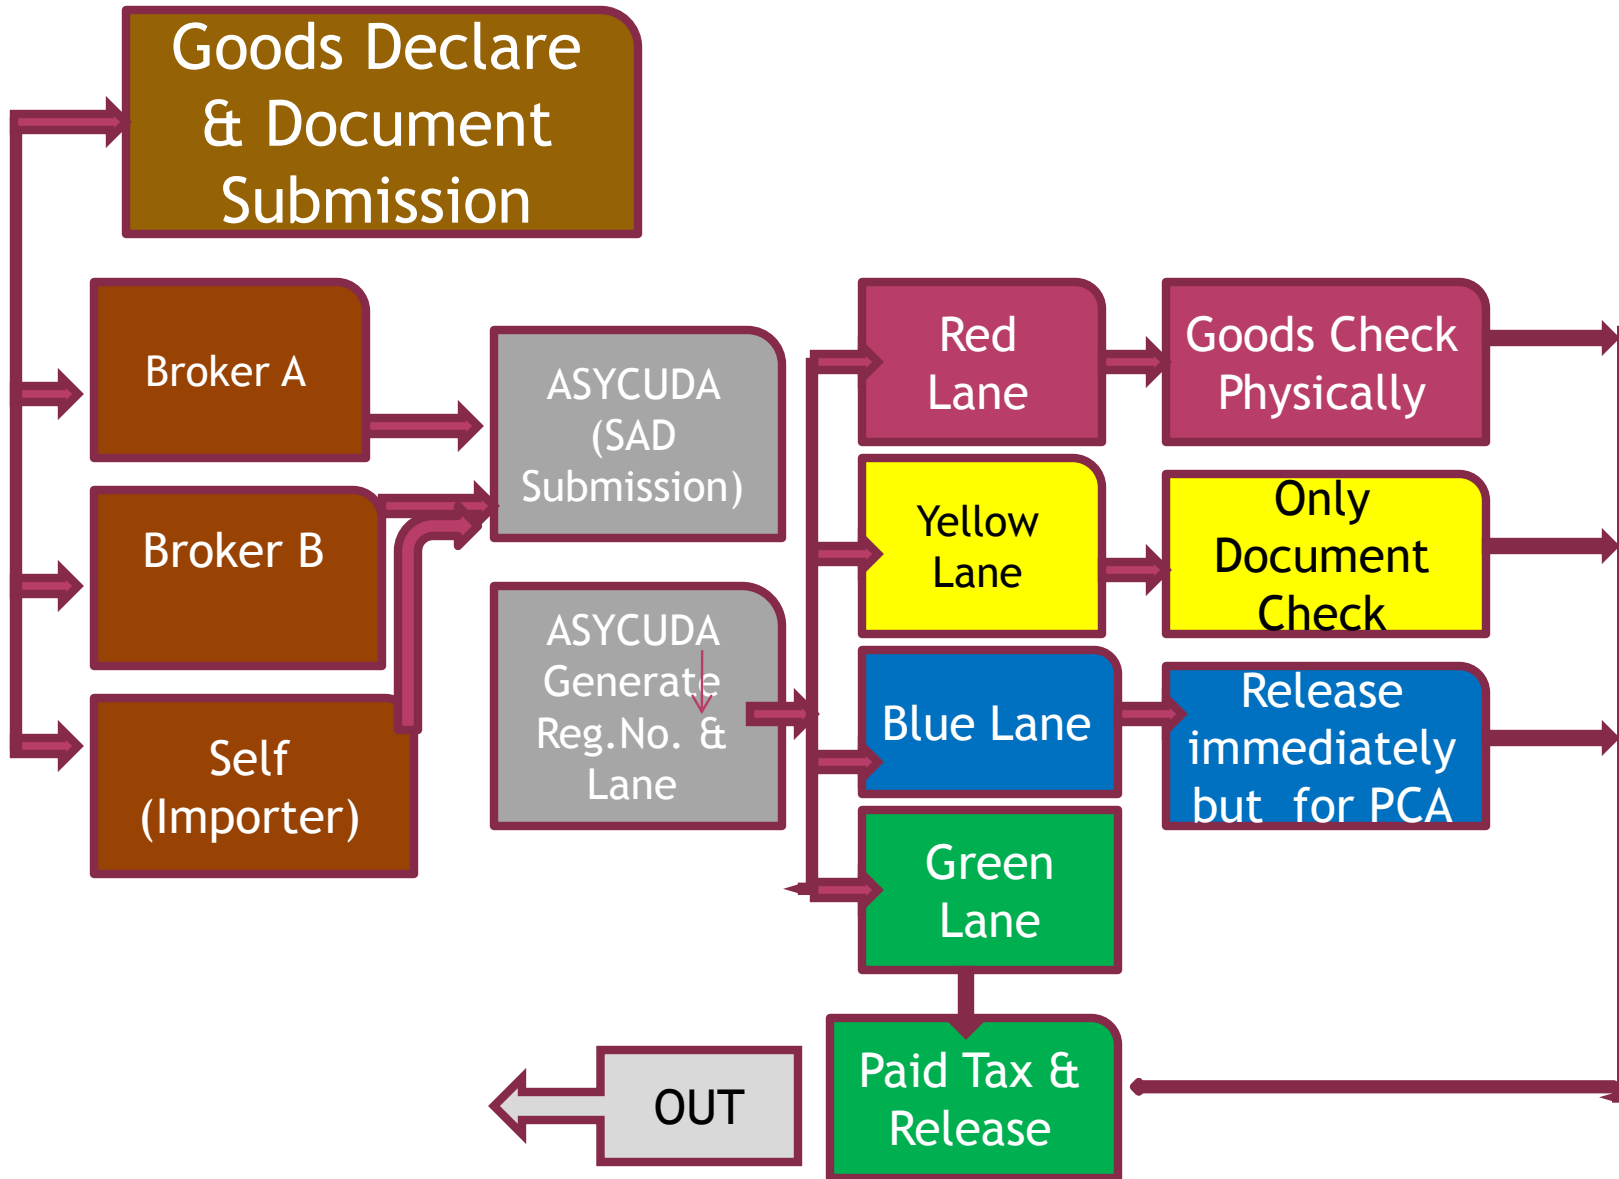 Goods Declare
& Document
Submission
Broker A
Broker B
Self
(Importer)
ASYCUDA
(SAD
Submission)
ASYCUDA
Generate
Reg.No. &
Lane
Red
Lane
Goods Check
Physically
Yellow
Lane
Only
Document
Check
Blue Lane
Release
immediately
but  for PCA
Green
Lane
Paid Tax &
Release
OUT